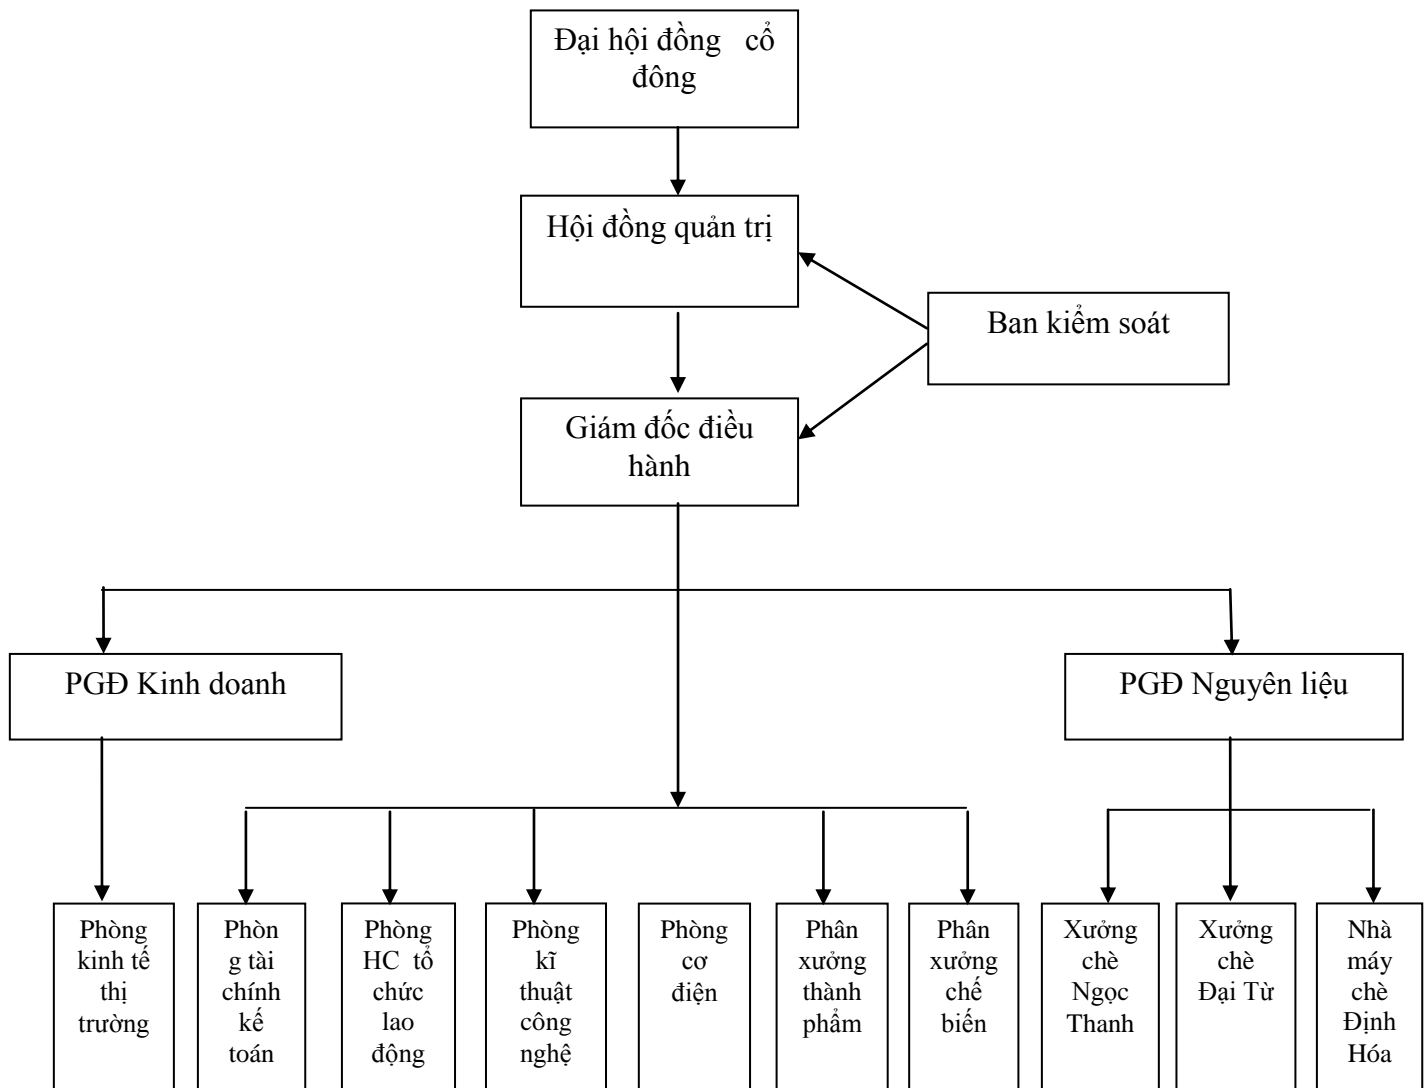 Đại hội đồng cổ
đông
Hội đồng quản trị
Ban kiểm soát
Giám đốc điều
hành
PGĐ Kinh doanh
PGĐ Nguyên liệu
Phòng
kinh tế
thị
trường
Phòn
g tài
chính
kế
toán
Phòng
HC tổ
chức
lao
động
Phòng
kĩ
thuật
công
nghệ
Phòng
cơ
điện
Phân
xưởng
thành
phẩm
Phân
xưởng
chế
biến
Xưởng
chè
Ngọc
Thanh
Xưởng
chè
Đại Từ
Nhà
máy
chè
Định
Hóa